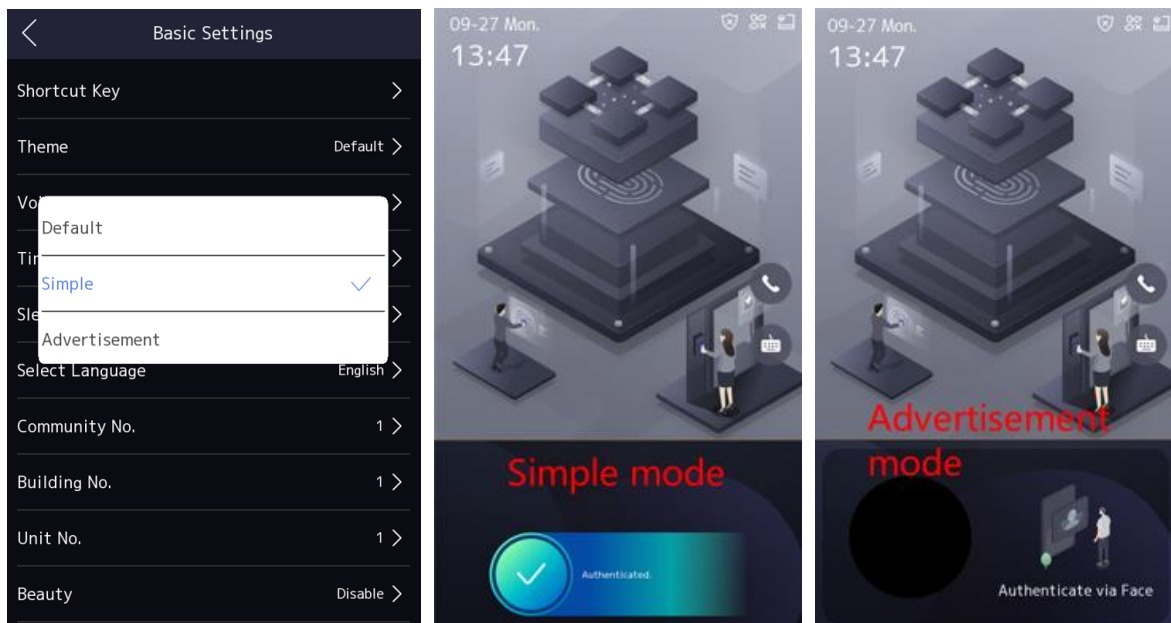 Basic Settings
Shortcut Key
Theme Default
Default
Simple
Advertisement
Select Language English
Community No. 1
Building No. 1
Unit No. 1
Beauty Disable
09-27 Mon.
13:47
Simple mode
Authenticated.
09-27 Mon.
13:47
Advertisement
mode
Authenticate via Face